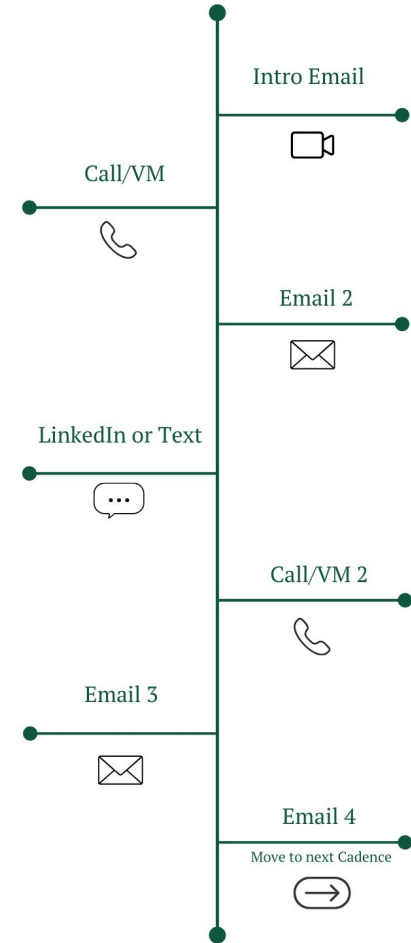 Intro Email
Call/VM
Email 2
LinkedIn or Text
Call/VM 2
Email 3
Email 4
Move to next Cadence